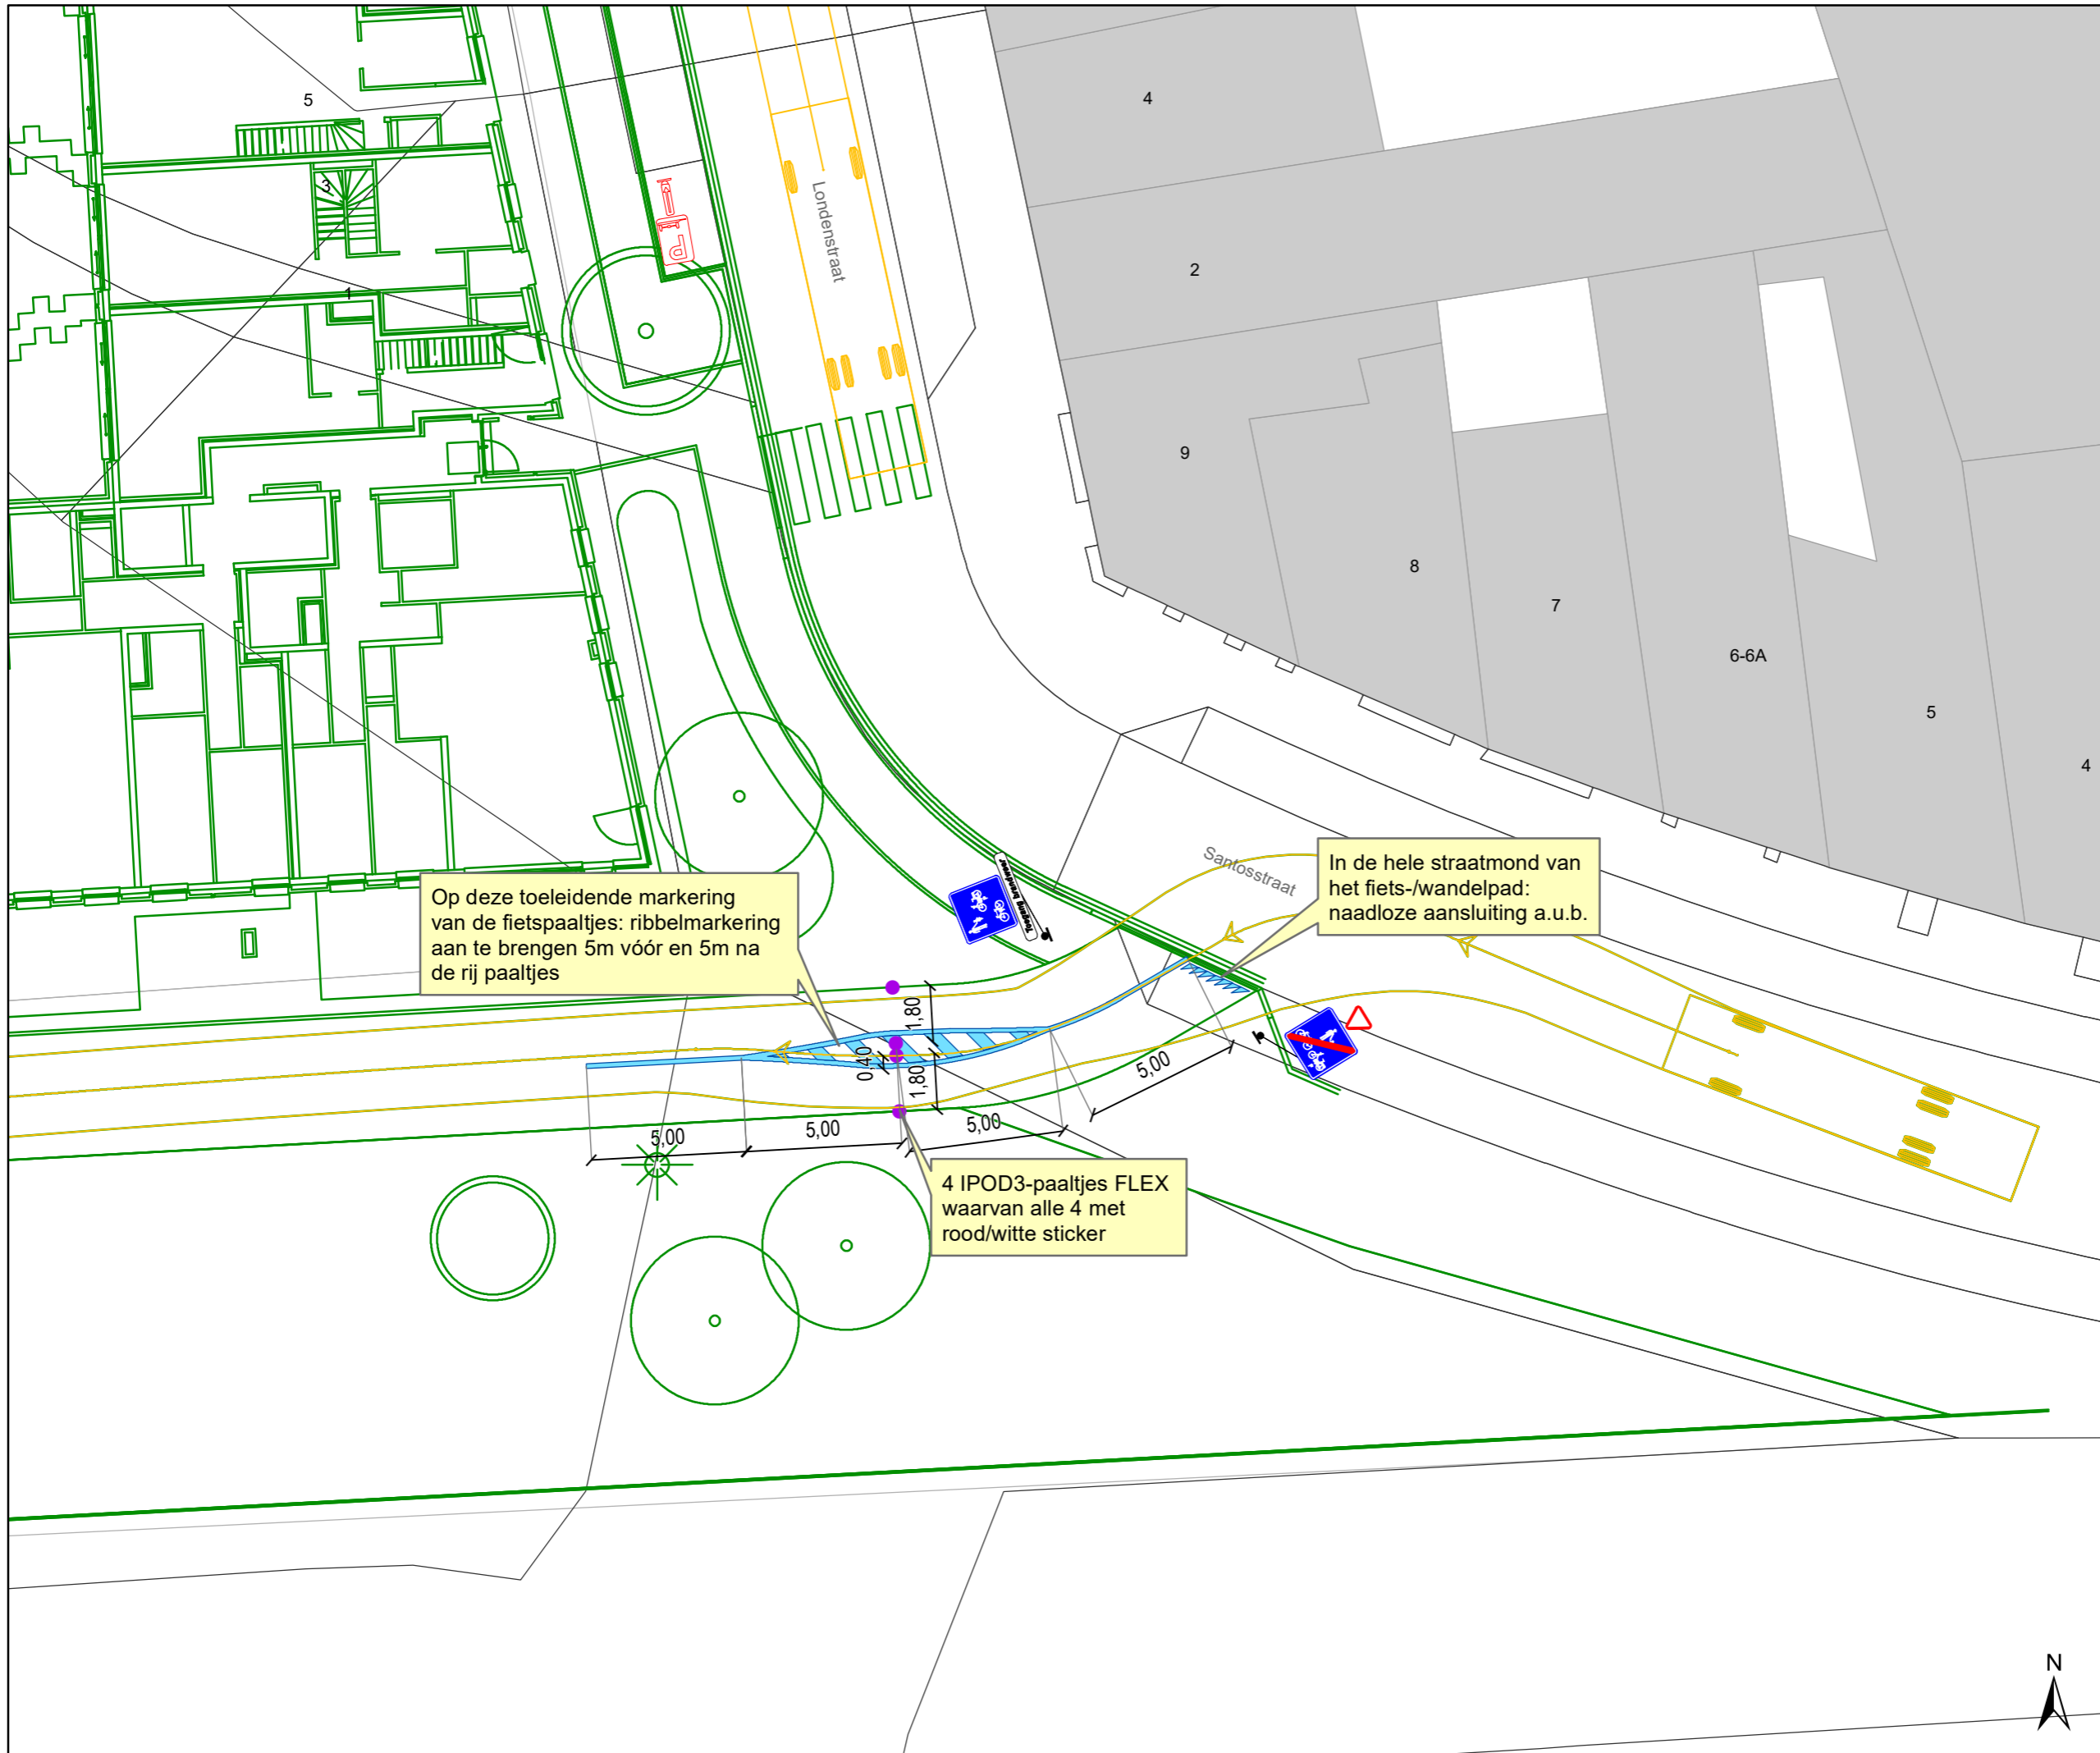 5
4
3
Londenstraat
P
1
2
9
8
7
6-6A
5
4
Santosstraat
Toegang brandweer
In de hele straatmond van
het fiets-/wandelpad:
naadloze aansluiting a.u.b.
Op deze toeleidende markering
van de fietspaaltjes: ribbelmarkering
aan te brengen 5m vóór en 5m na
de rij paaltjes
1,80
0,40
1,80
5,00
5,00
5,00
5,00
4 IPOD3-paaltjes FLEX
waarvan alle 4 met
rood/witte sticker
N